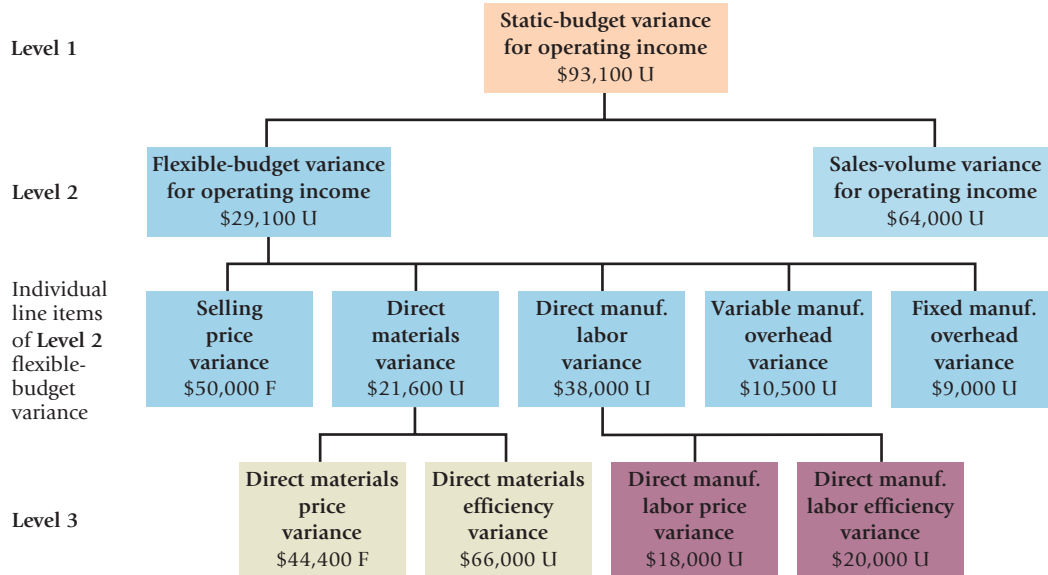 Level 1
Static-budget variance
for operating income
$93,100 U
Level 2
Flexible-budget variance
for operating income
$29,100 U
Sales-volume variance
for operating income
$64,000 U
Individual
line items
of Level 2
flexible-
budget
variance
Selling
price
variance
$50,000 F
Direct
materials
variance
$21,600 U
Direct manuf.
labor
variance
$38,000 U
Variable manuf.
overhead
variance
$10,500 U
Fixed manuf.
overhead
variance
$9,000 U
Level 3
Direct materials
price
variance
$44,400 F
Direct materials
efficiency
variance
$66,000 U
Direct manuf.
labor price
variance
$18,000 U
Direct manuf.
labor efficiency
variance
$20,000 U